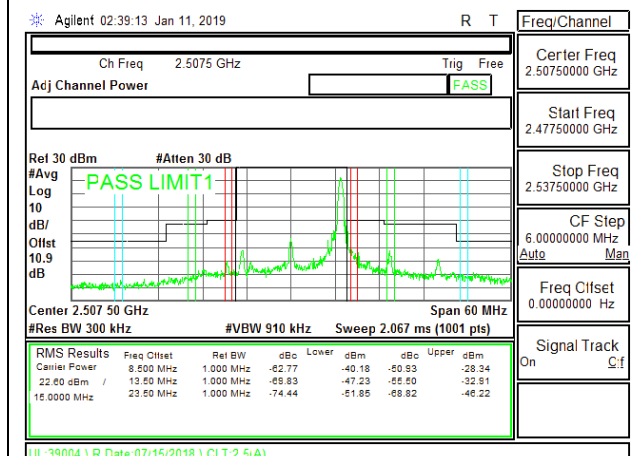 Agilent 02:39:13 Jan 11, 2019 R T
Freq/Channel
Ch Freq 2.5075 GHz Trig Free
Adj Channel Power PASS
Center Freq
2.50750000 GHz
Start Freq
2.47750000 GHz
Stop Freq
2.53750000 GHz
CF Step
6.00000000 MHz
Auto Man
Freq Offset
0.00000000 Hz
Signal Track
On Off
Ref 30 dBm #Atten 30 dB
#Avg
Log
10
dB/
Offst
10.9
dB
PASS LIMIT1
Center 2.507 50 GHz Span 60 MHz
#Res BW 300 kHz #VBW 910 kHz Sweep 2.067 ms (1001 pts)
RMS Results Freq Offset Ref BW dBc Lower dBm dBc Upper dBm
Carrier Power 8.500 MHz 1.000 MHz -62.77 -40.18 -50.93 -28.34
22.60 dBm / 13.50 MHz 1.000 MHz -69.83 -47.23 -55.50 -32.91
15.0000 MHz 23.50 MHz 1.000 MHz -74.44 -51.85 -68.82 -46.22